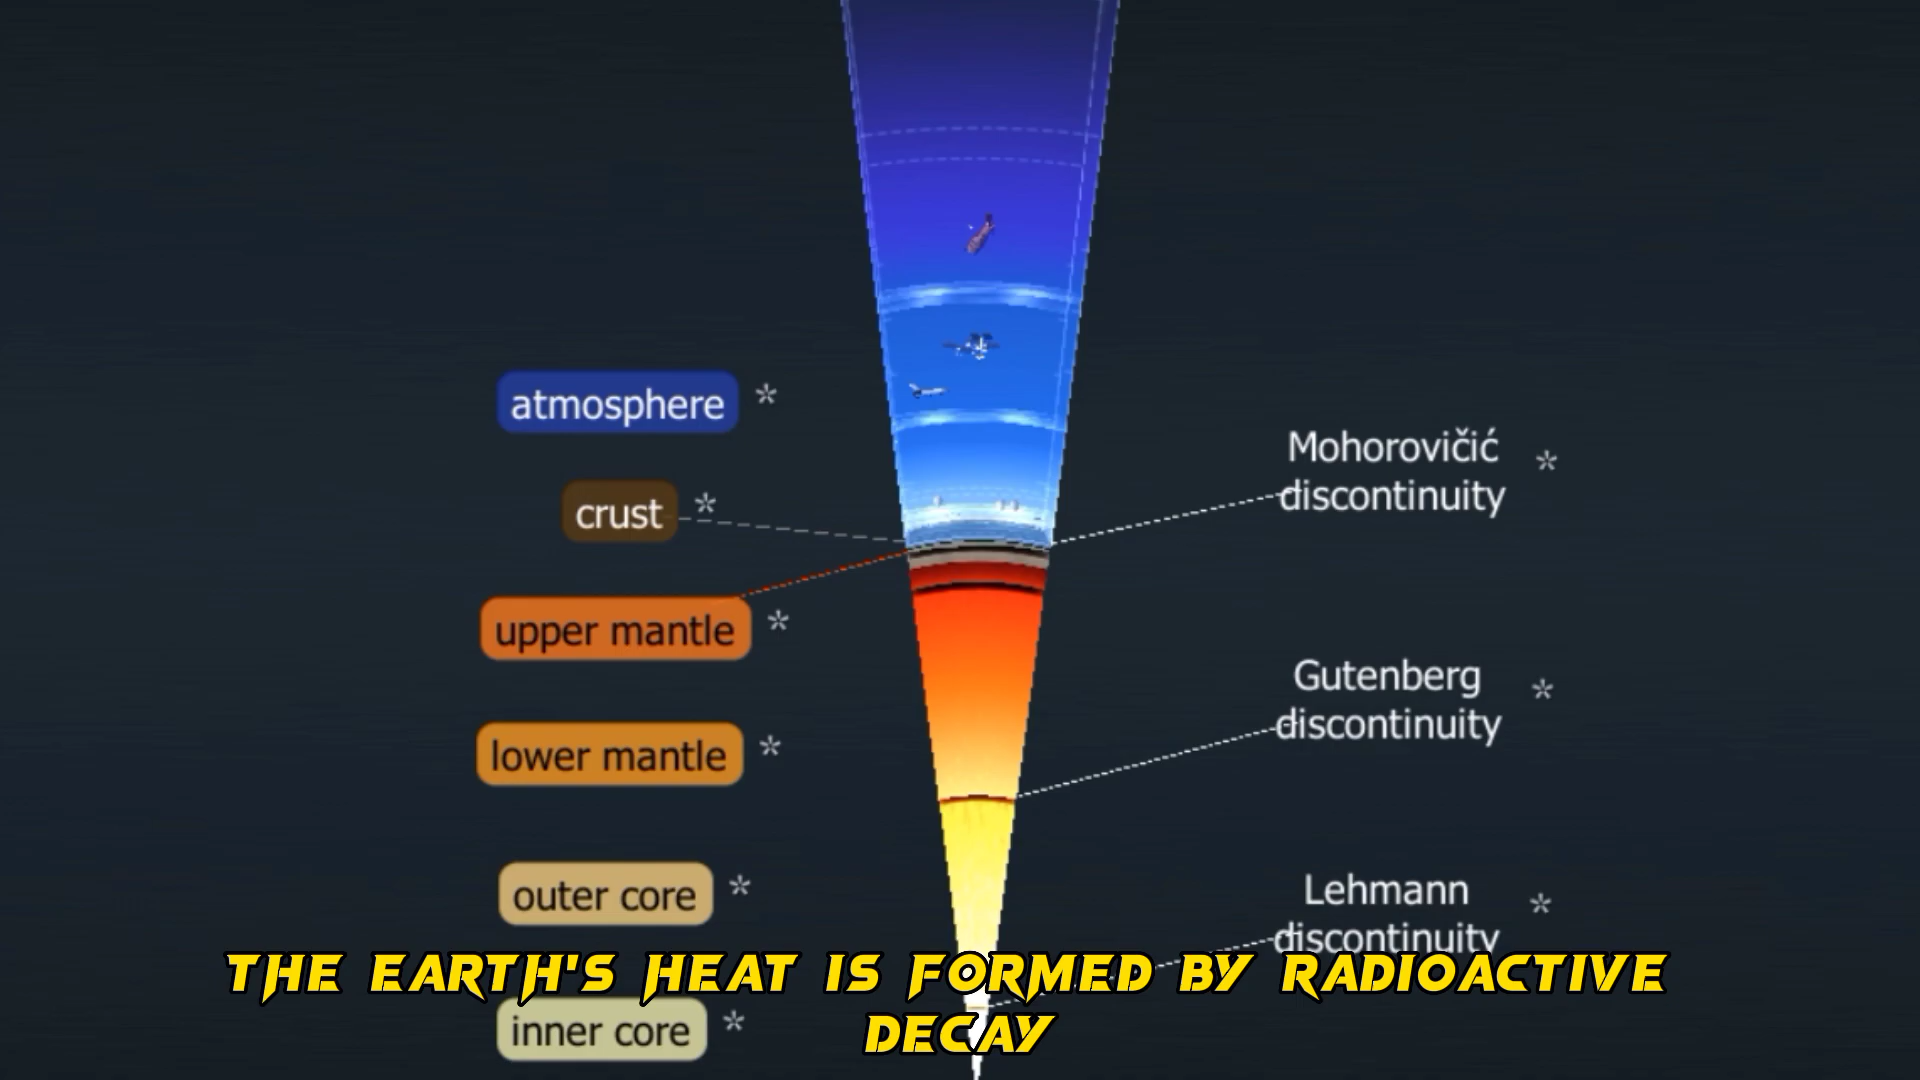 atmosphere *
crust *
upper mantle *
lower mantle *
outer core *
inner core *
Mohorovičić
discontinuity *
Gutenberg
discontinuity *
Lehmann
discontinuity *
THE EARTH'S HEAT IS FORMED BY RADIOACTIVE
DECAY